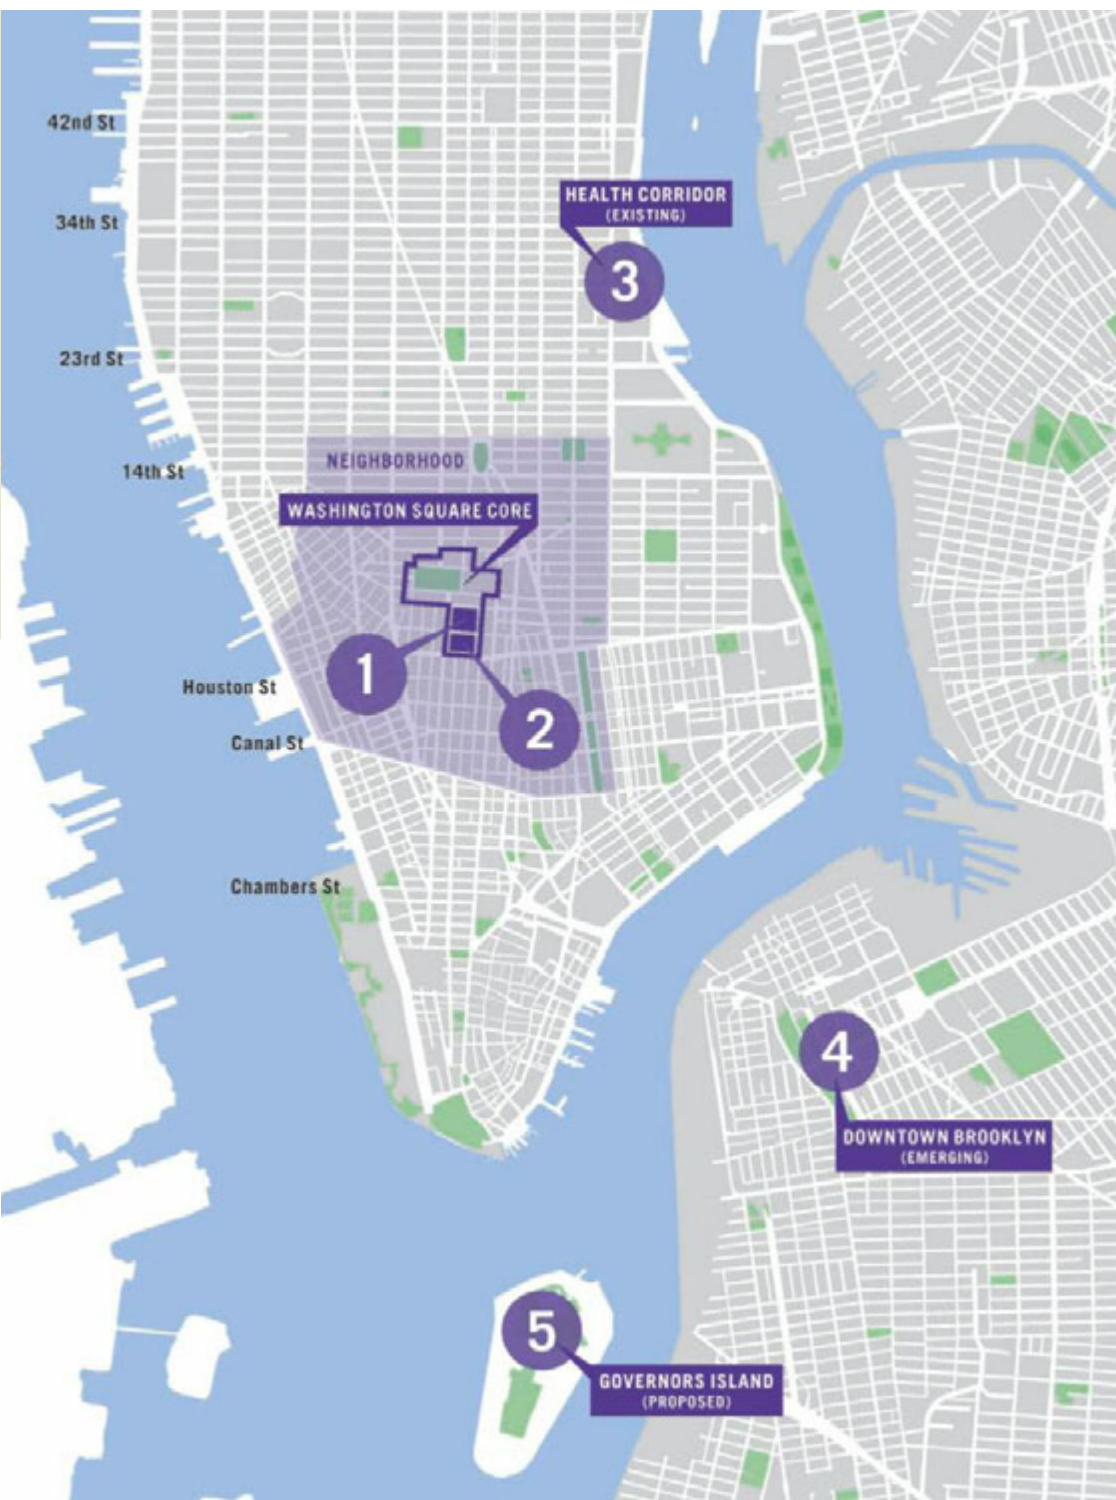 42nd St
HEALTH CORRIDOR
(EXISTING)
34th St
3
23rd St
NEIGHBORHOOD
14th St
WASHINGTON SQUARE CORE
1
Houston St
2
Canal St
Chambers St
4
DOWNTOWN BROOKLYN
(EMERGING)
5
GOVERNORS ISLAND
(PROPOSED)